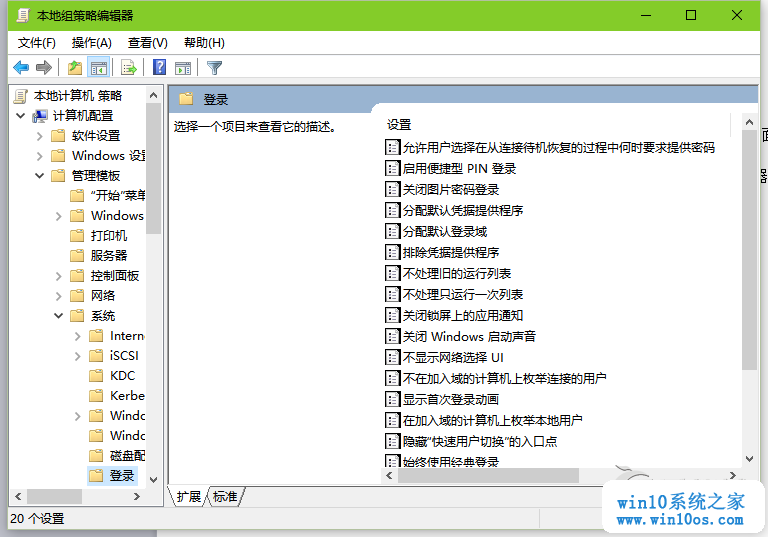 本地组策略编辑器
文件(F) 操作(A) 查看(V) 帮助(H)
本地计算机 策略
计算机配置
软件设置
Windows 设置
管理模板
“开始”菜单
Windows
打印机
服务器
控制面板
网络
系统
Intern
iSCSI
KDC
Kerbe
Windo
Windo
磁盘配
登录
登录
选择一个项目来查看它的描述。
设置
允许用户选择在从连接待机恢复的过程中何时要求提供密码
启用便捷型 PIN 登录
关闭图片密码登录
分配默认凭据提供程序
分配默认登录域
排除凭据提供程序
不处理旧的运行列表
不处理只运行一次列表
关闭锁屏上的应用通知
关闭 Windows 启动声音
不显示网络选择 UI
不在加入域的计算机上枚举连接的用户
显示首次登录动画
在加入域的计算机上枚举本地用户
隐藏“快速用户切换”的入口点
始终使用经典登录
扩展 标准
20 个设置
面
器
win10系统之家
www.win10os.com